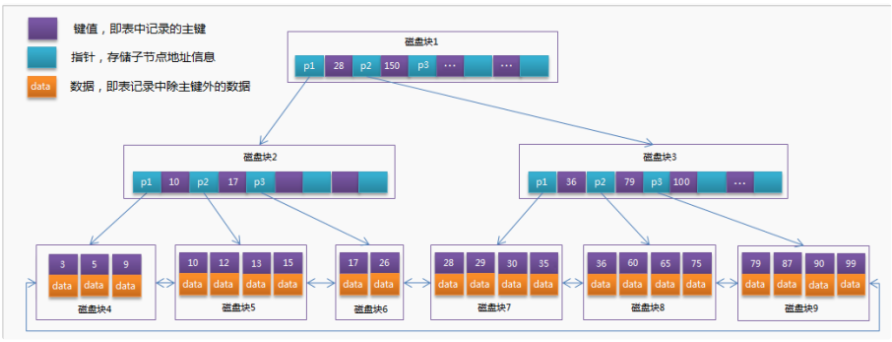 键值，即表中记录的主键
指针，存储子节点地址信息
data 数据，即表记录中除主键外的数据
磁盘块1
p1 28 p2 150 p3 ... ...
磁盘块2
p1 10 p2 17 p3
磁盘块3
p1 36 p2 79 p3 100 ...
3 5 9
data data data
磁盘块4
10 12 13 15
data data data data
磁盘块5
17 26
data data
磁盘块6
28 29 30 35
data data data data
磁盘块7
36 60 65 75
data data data data
磁盘块8
79 87 90 99
data data data data
磁盘块9